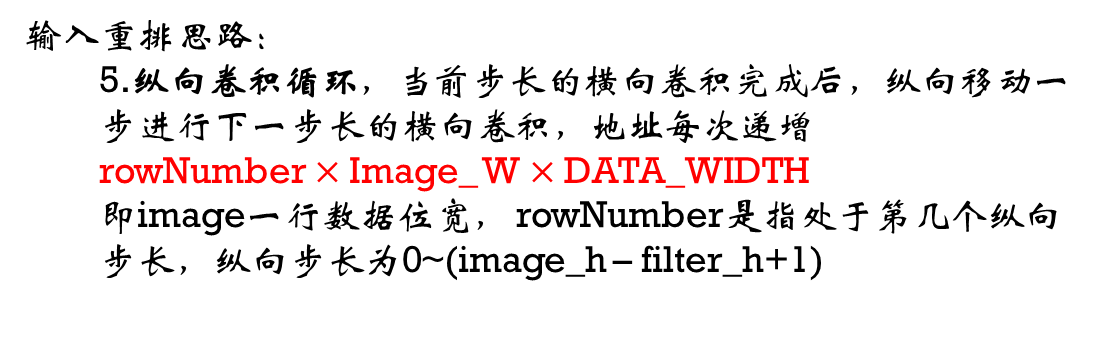 输入重排思路：
5.纵向卷积循环，当前步长的横向卷积完成后，纵向移动一
步进行下一步长的横向卷积，地址每次递增
rowNumber × Image_W × DATA_WIDTH
即image一行数据位宽， rowNumber是指处于第几个纵向
步长，纵向步长为0~(image_h – filter_h+1)